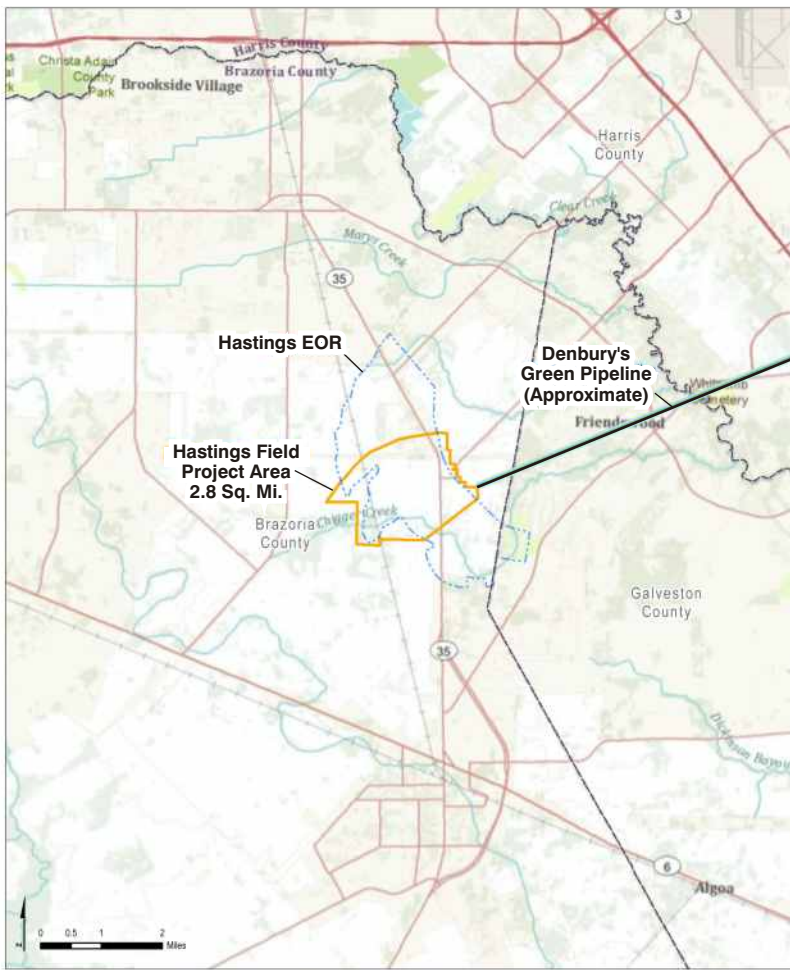 3
Harris County
Christa Adair
County
Park
Brazoria County
Brookside Village
Harris
County
Clear Creek
Marys Creek
35
Hastings EOR
Denbury's
Green Pipeline
(Approximate)
Friendswood
Hastings Field
Project Area
2.8 Sq. Mi.
Chigger Creek
Brazoria
County
Galveston
County
35
Dickinson Bayou
6
Algoa
0 0.5 1 2
Miles